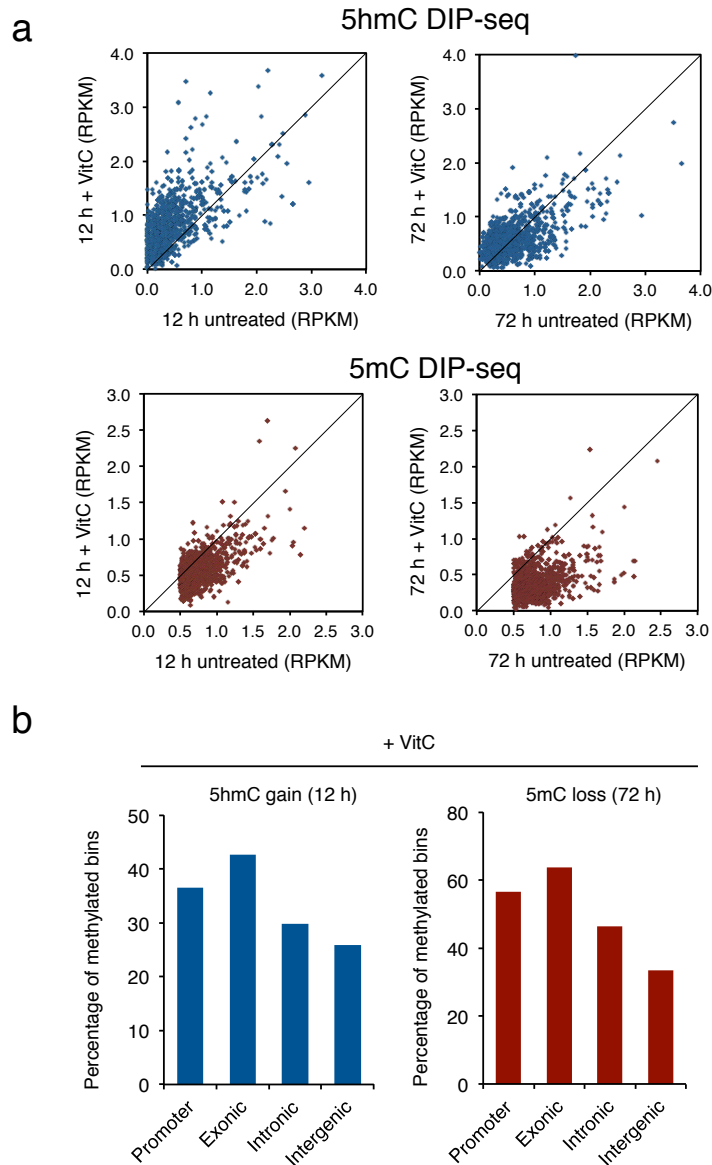 a
5hmC DIP-seq
12 h + VitC (RPKM)
4.0
3.0
2.0
1.0
0.0
0.0 1.0 2.0 3.0 4.0
12 h untreated (RPKM)
72 h + VitC (RPKM)
4.0
3.0
2.0
1.0
0.0
0.0 1.0 2.0 3.0 4.0
72 h untreated (RPKM)
5mC DIP-seq
12 h + VitC (RPKM)
3.0
2.5
2.0
1.5
1.0
0.5
0.0
0.0 0.5 1.0 1.5 2.0 2.5 3.0
12 h untreated (RPKM)
72 h + VitC (RPKM)
3.0
2.5
2.0
1.5
1.0
0.5
0.0
0.0 0.5 1.0 1.5 2.0 2.5 3.0
72 h untreated (RPKM)
b
+ VitC
5hmC gain (12 h)
Percentage of methylated bins
50
40
30
20
10
0
Promoter
Exonic
Intronic
Intergenic
5mC loss (72 h)
Percentage of methylated bins
80
60
40
20
0
Promoter
Exonic
Intronic
Intergenic